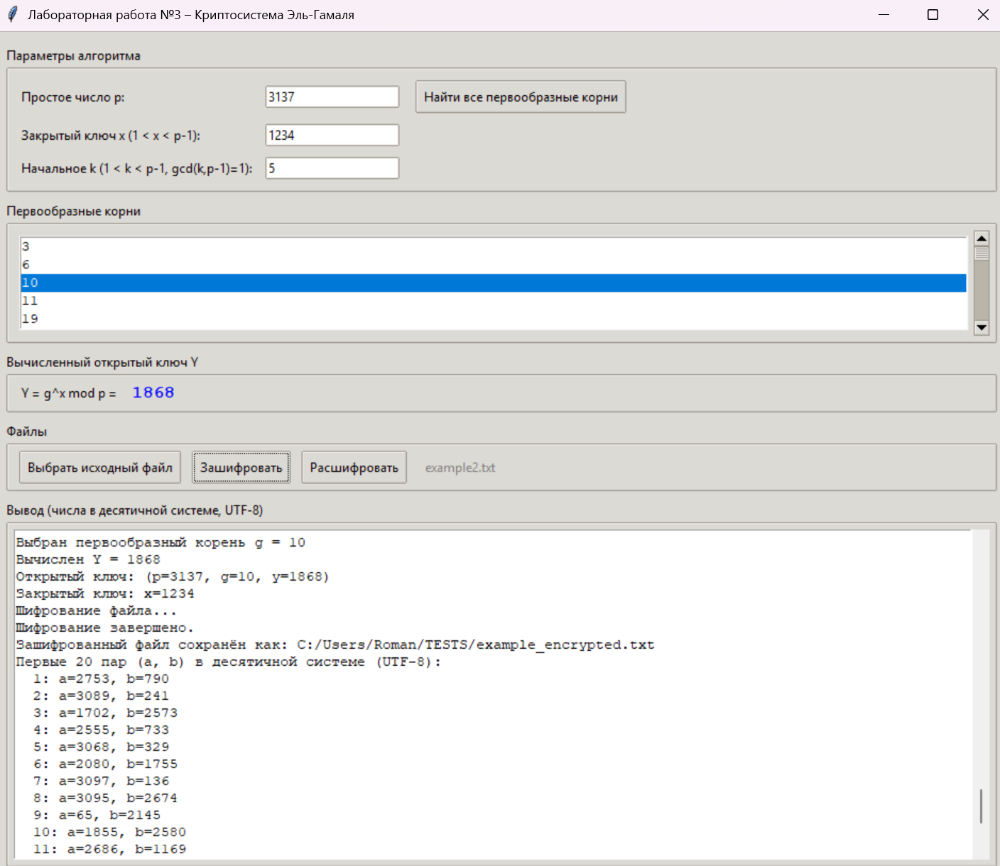 Лабораторная работа №3 – Криптосистема Эль-Гамаля
Параметры алгоритма
Простое число p: 3137 Найти все первообразные корни
Закрытый ключ x (1 < x < p-1): 1234
Начальное k (1 < k < p-1, gcd(k,p-1)=1): 5
Первообразные корни
3
6
10
11
19
Вычисленный открытый ключ Y
Y = g^x mod p = 1868
Файлы
Выбрать исходный файл Зашифровать Расшифровать example2.txt
Вывод (числа в десятичной системе, UTF-8)
Выбран первообразный корень g = 10
Вычислен Y = 1868
Открытый ключ: (p=3137, g=10, y=1868)
Закрытый ключ: x=1234
Шифрование файла...
Шифрование завершено.
Зашифрованный файл сохранён как: C:/Users/Roman/TESTS/example_encrypted.txt
Первые 20 пар (a, b) в десятичной системе (UTF-8):
1: a=2753, b=790
2: a=3089, b=241
3: a=1702, b=2573
4: a=2555, b=733
5: a=3068, b=329
6: a=2080, b=1755
7: a=3097, b=136
8: a=3095, b=2674
9: a=65, b=2145
10: a=1855, b=2580
11: a=2686, b=1169